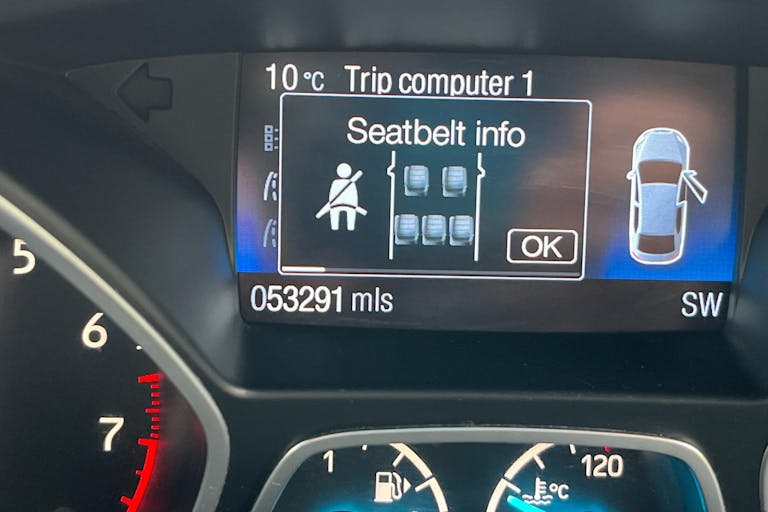 10 °C Trip computer 1
Seatbelt info
OK
053291 mls
SW
5
6
7
1
120
°C